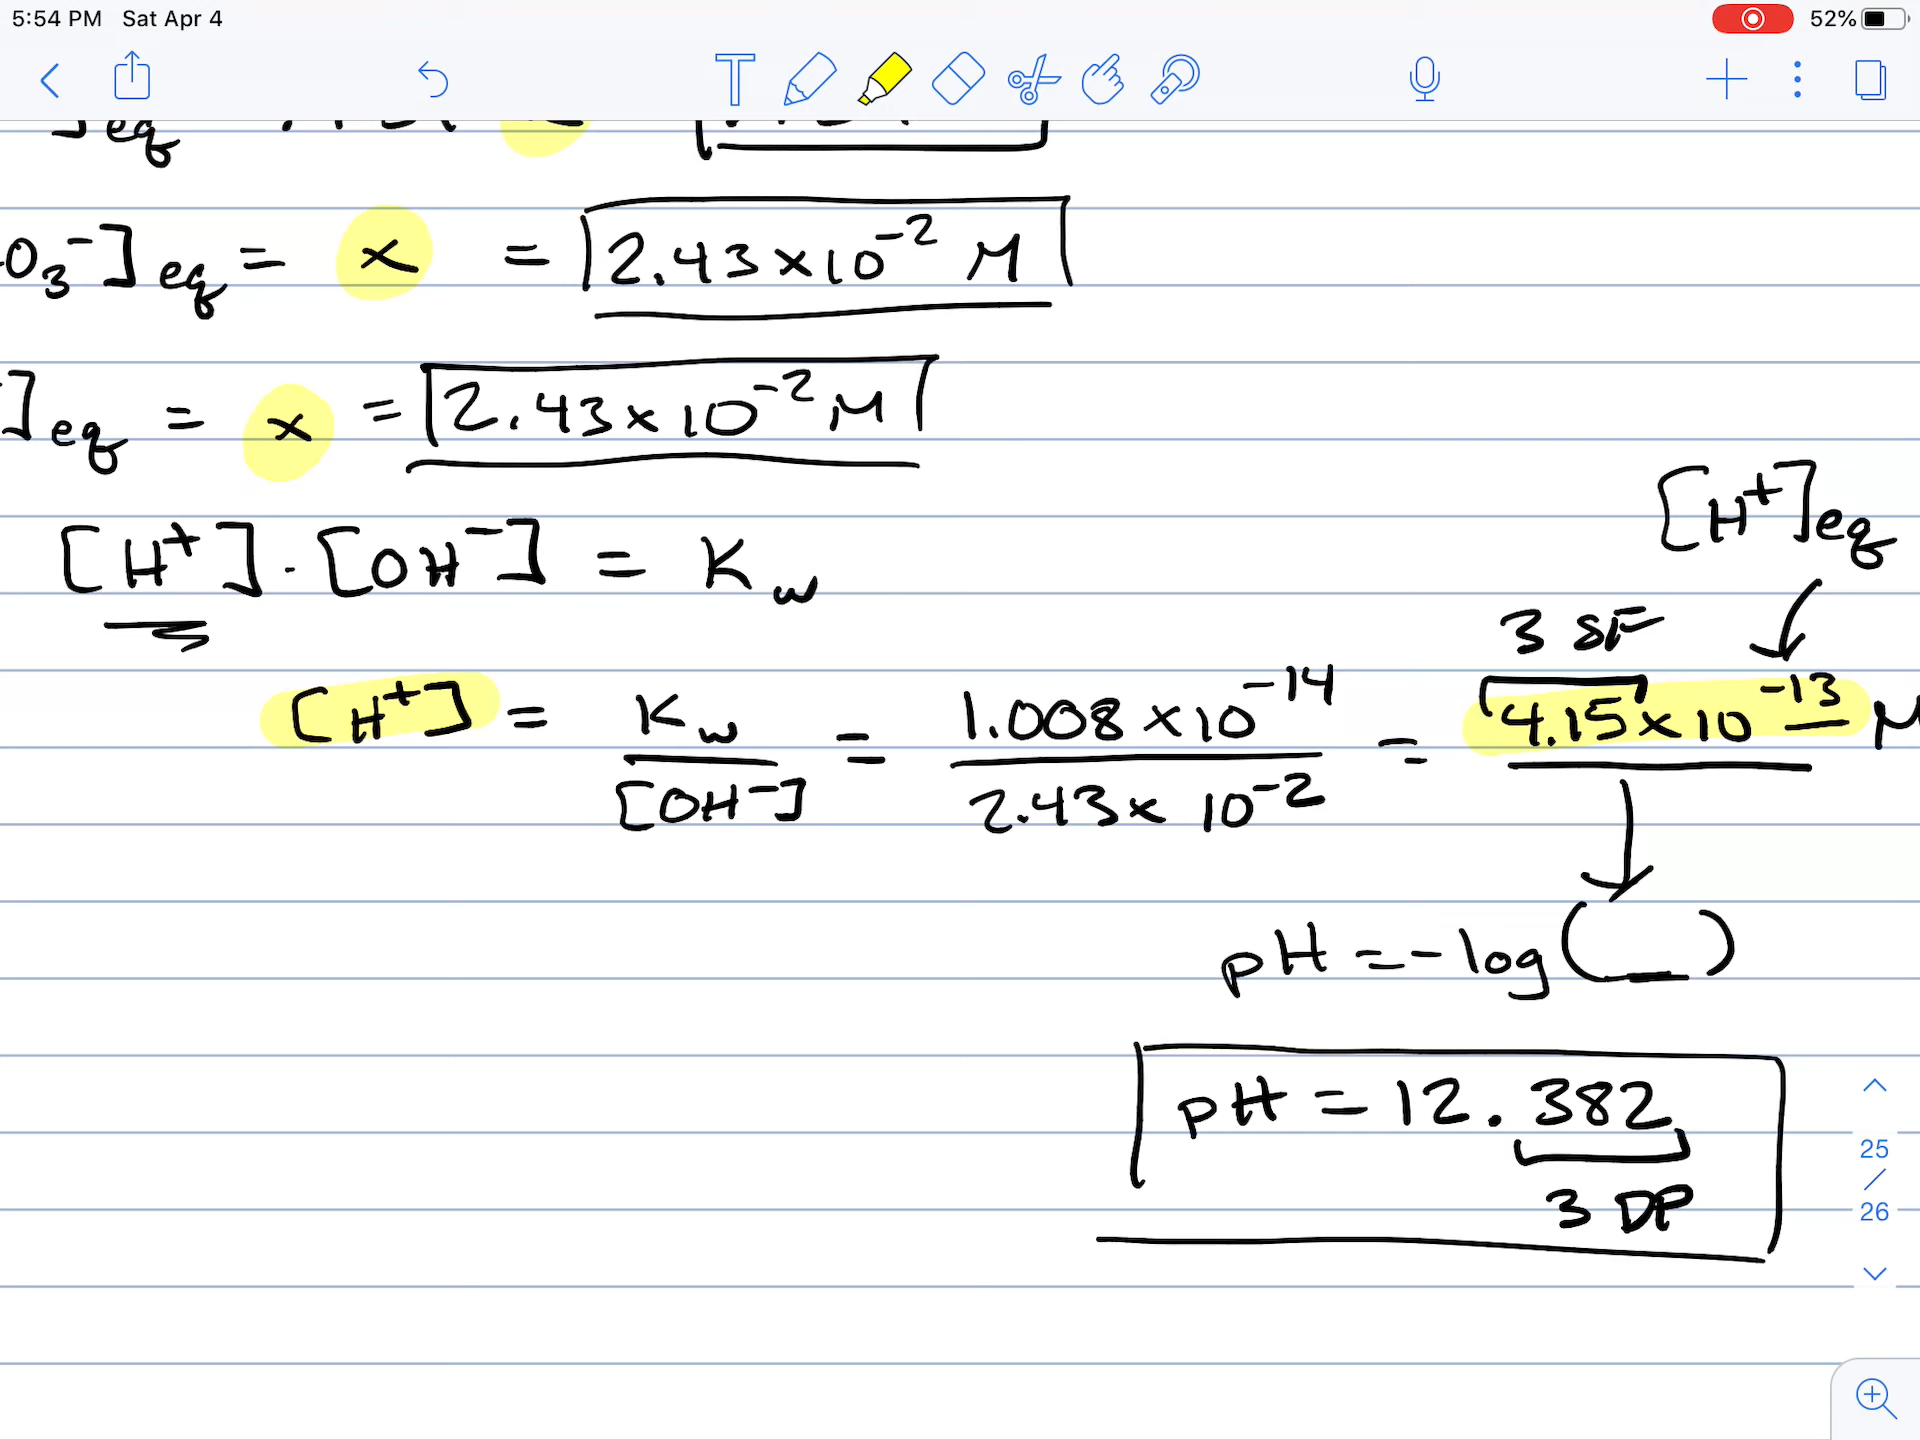 5:54 PM Sat Apr 4 52%
]eq
O₃⁻]eq = x = 2.43 x 10⁻² M
]eq = x = 2.43 x 10⁻² M
[H⁺]eq
[H⁺] · [OH⁻] = Kw
3 SF
[H⁺] = Kw / [OH⁻] = 1.008 x 10⁻¹⁴ / 2.43 x 10⁻² = 4.15 x 10⁻¹³ M
pH = - log ( __ )
pH = 12.382
3 DP
25 / 26